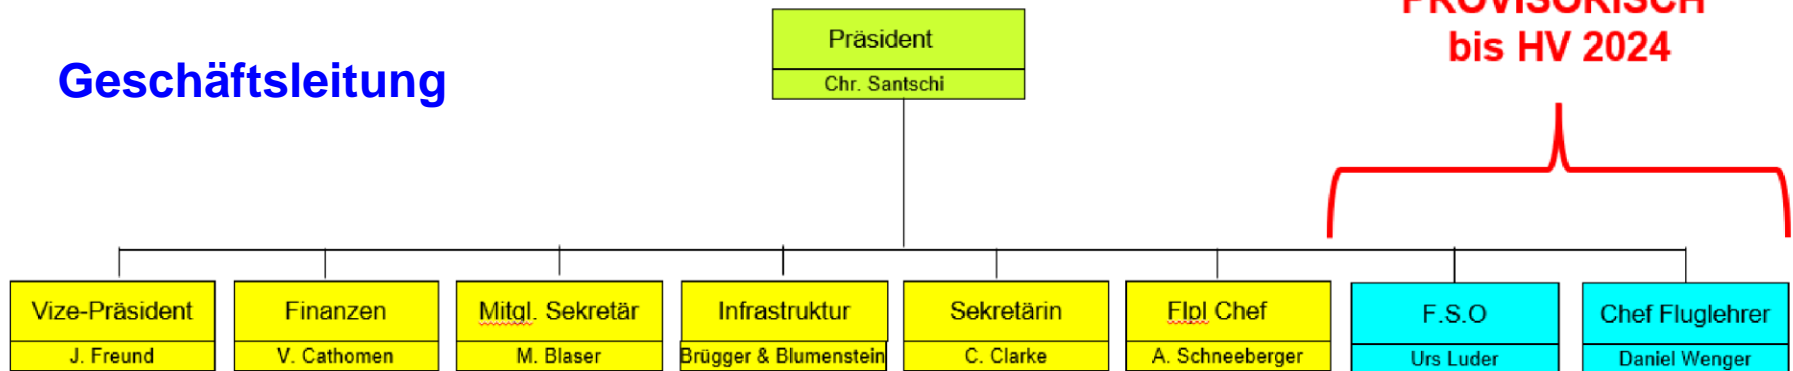 PROVISORISCH
bis HV 2024
Geschäftsleitung
Präsident
Chr. Santschi
Vize-Präsident
J. Freund
Finanzen
V. Cathomen
Mitgl. Sekretär
M. Blaser
Infrastruktur
Brügger & Blumenstein
Sekretärin
C. Clarke
Flpl Chef
A. Schneeberger
F.S.O
Urs Luder
Chef Fluglehrer
Daniel Wenger